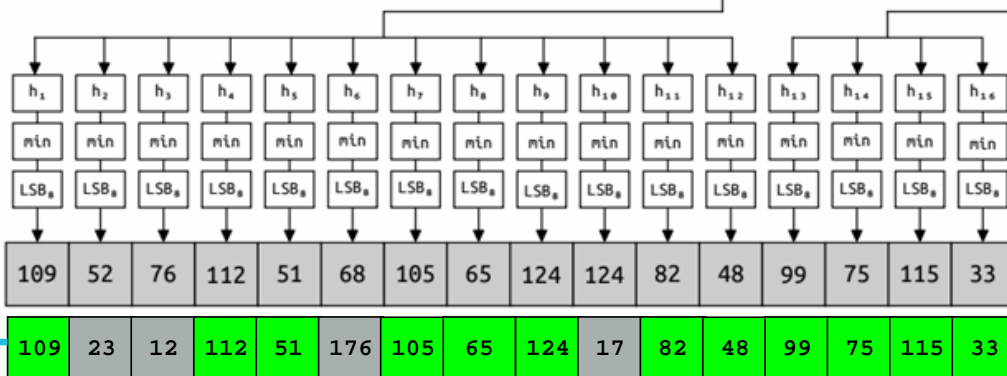 h₁ h₂ h₃ h₄ h₅ h₆ h₇ h₈ h₉ h₁₀ h₁₁ h₁₂ h₁₃ h₁₄ h₁₅ h₁₆
min min min min min min min min min min min min min min min min
LSB₈ LSB₈ LSB₈ LSB₈ LSB₈ LSB₈ LSB₈ LSB₈ LSB₈ LSB₈ LSB₈ LSB₈ LSB₈ LSB₈ LSB₈ LSB₈
109 52 76 112 51 68 105 65 124 124 82 48 99 75 115 33
109 23 12 112 51 176 105 65 124 17 82 48 99 75 115 33